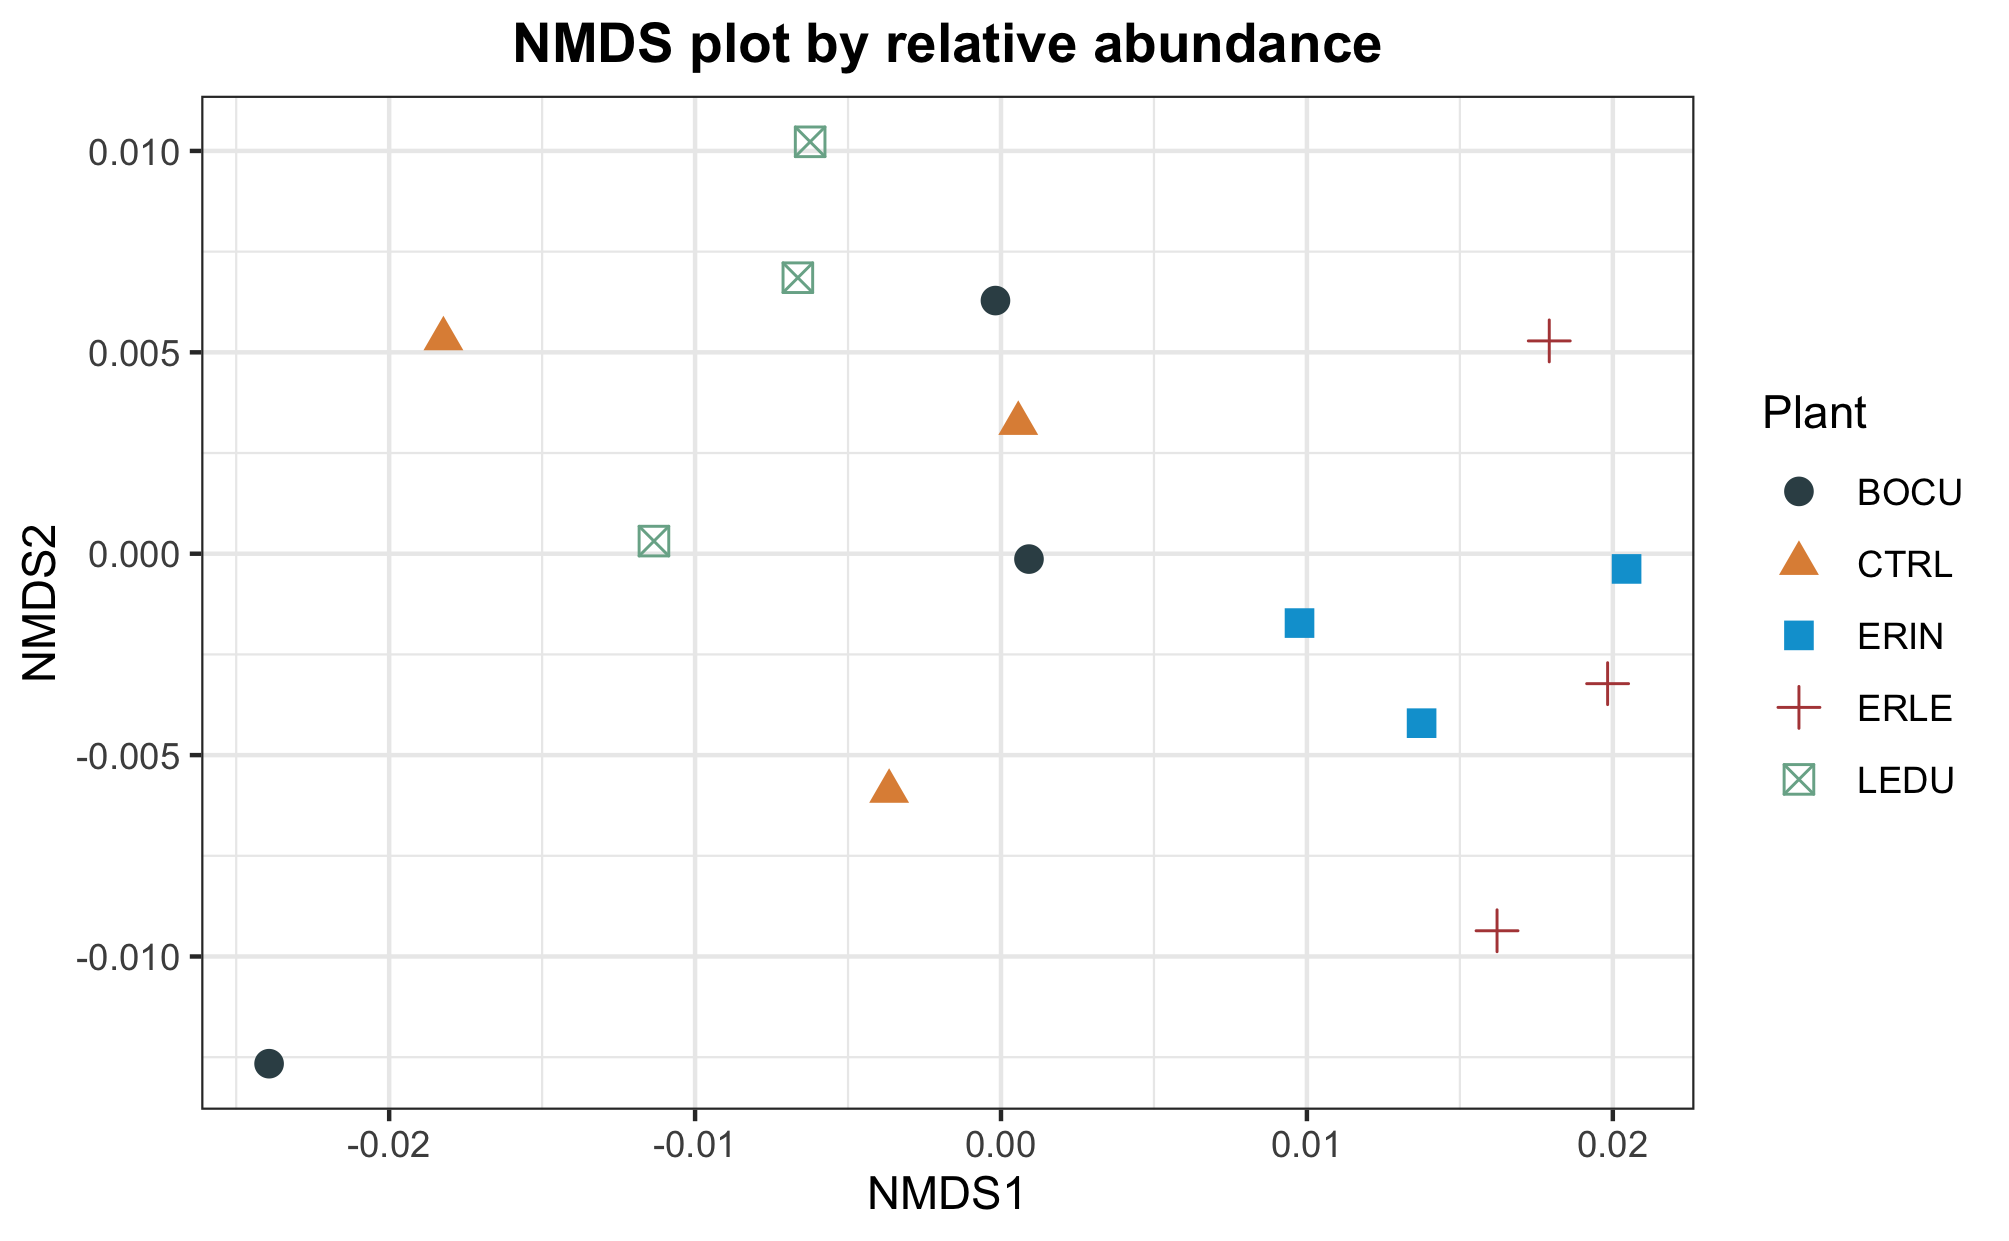 NMDS plot by relative abundance
0.010
0.005
0.000
-0.005
-0.010
NMDS2
-0.02
-0.01
0.00
0.01
0.02
NMDS1
Plant
BOCU
CTRL
ERIN
ERLE
LEDU